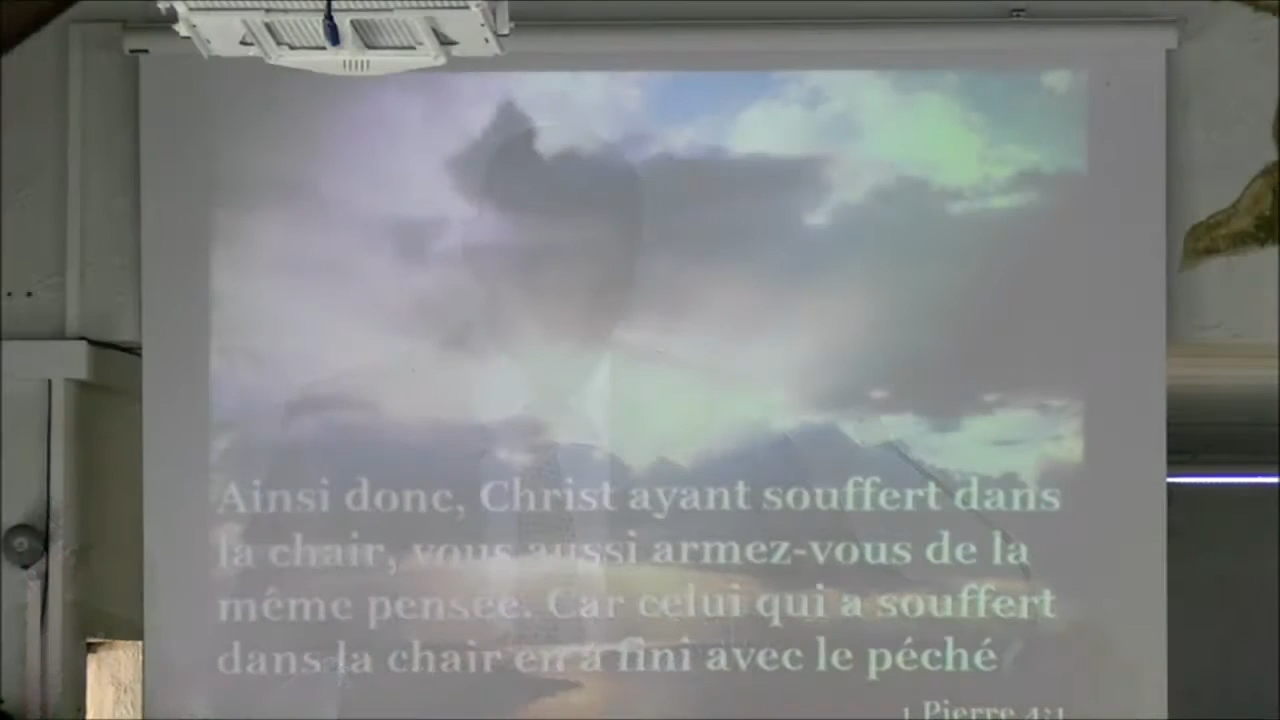 Ainsi donc, Christ ayant souffert dans
la chair, vous aussi armez-vous de la
même pensée. Car celui qui a souffert
dans la chair en a fini avec le péché
1 Pierre 4:1